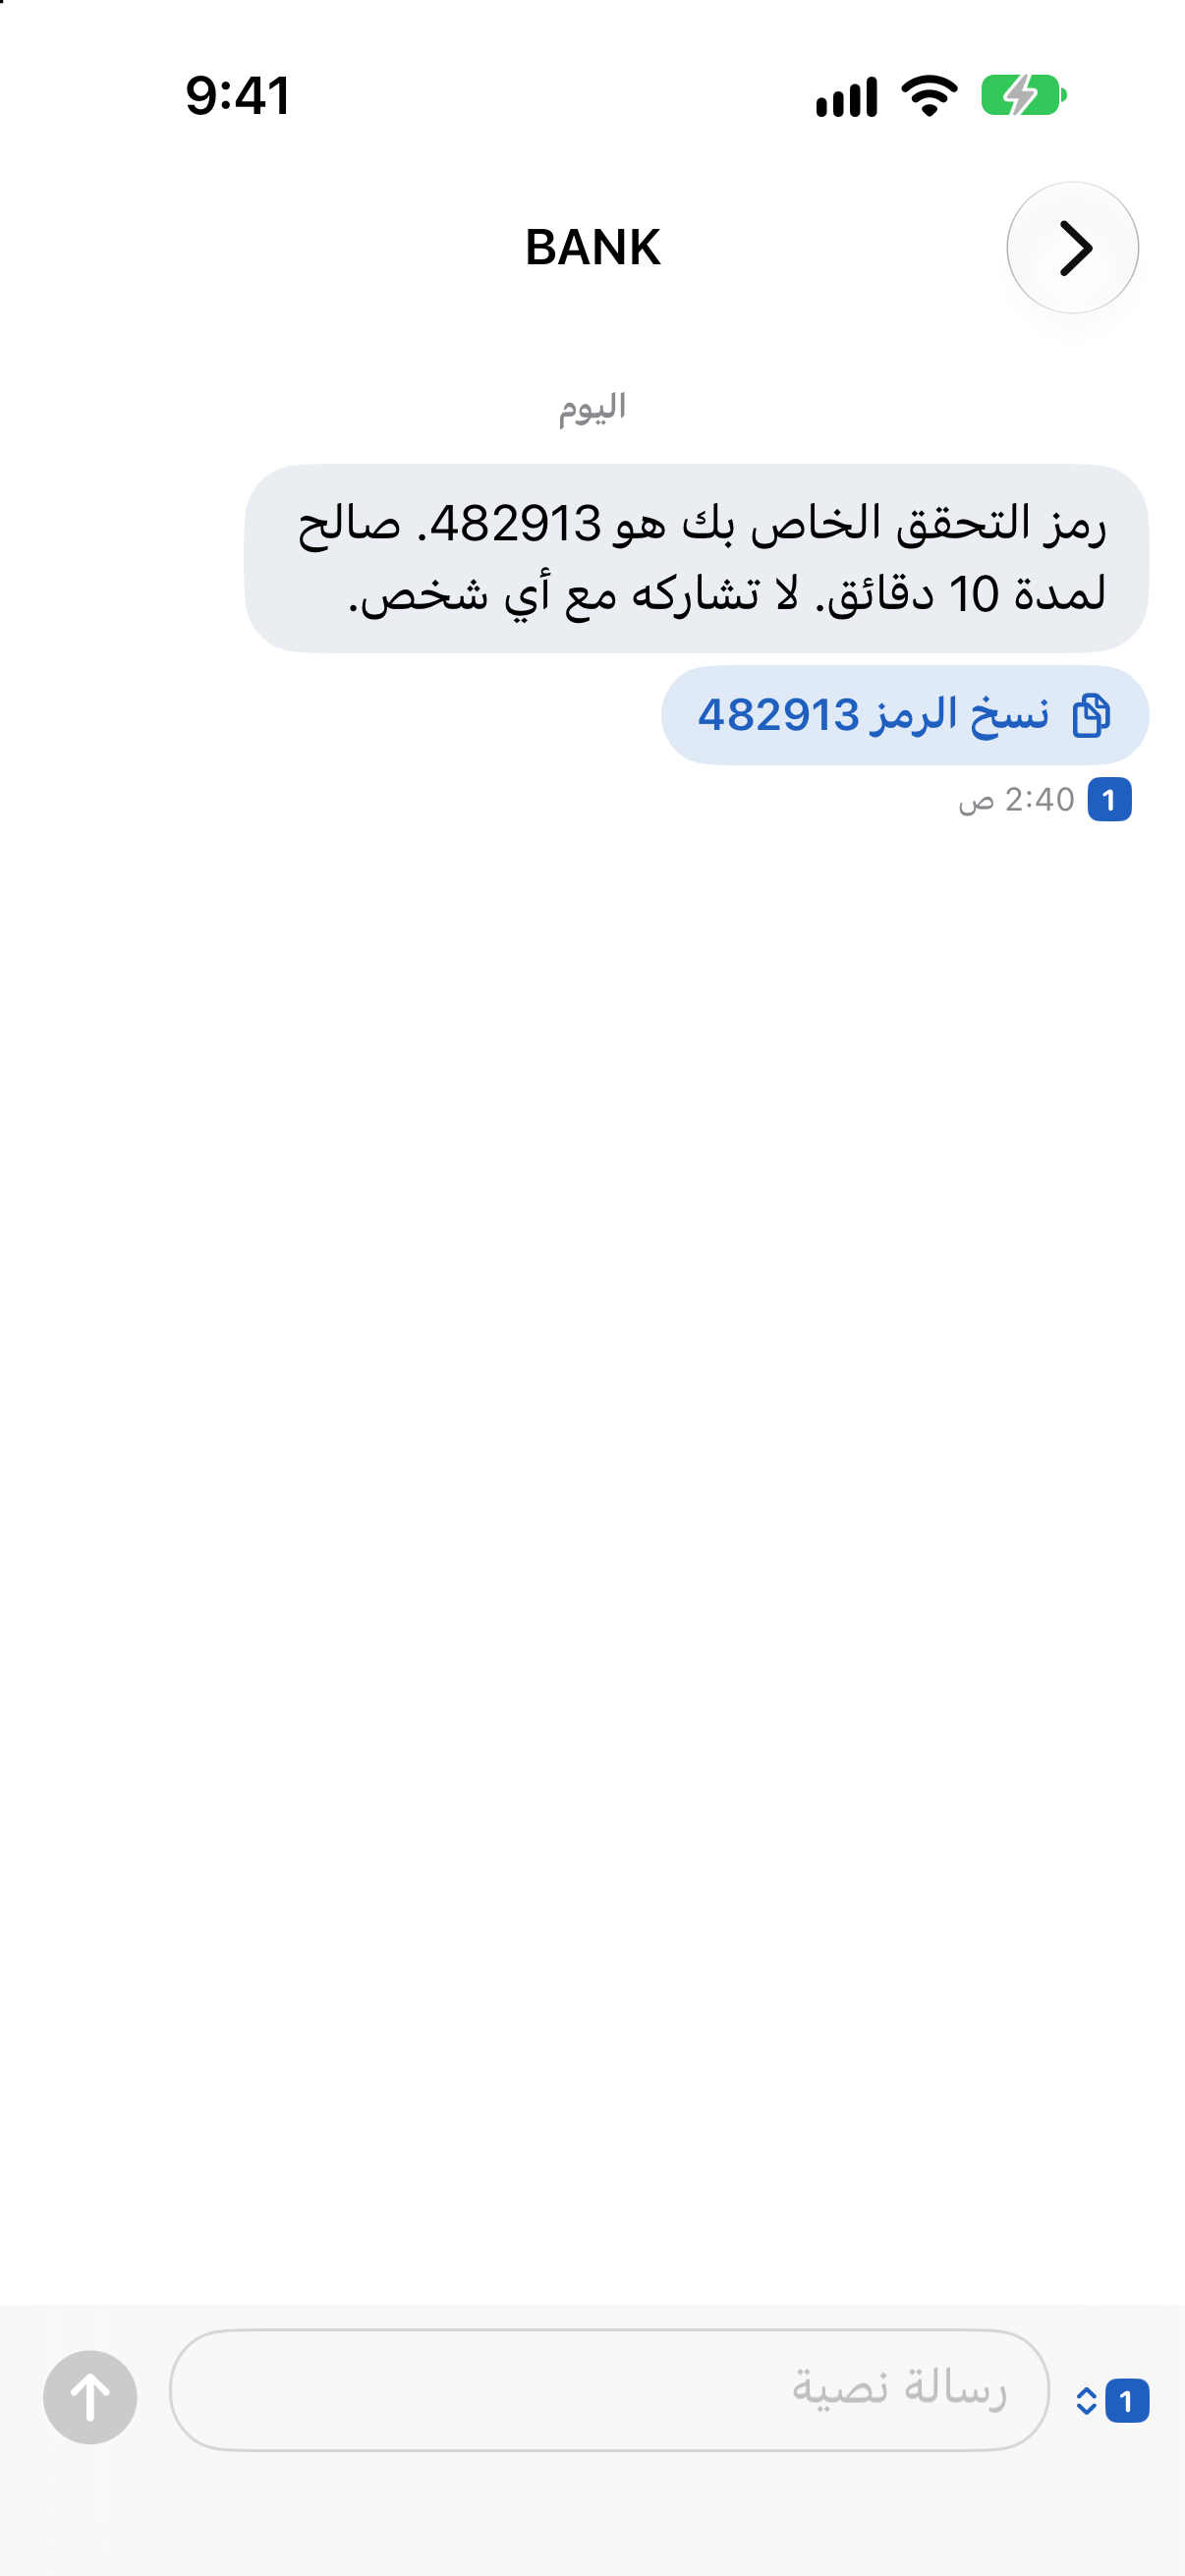 9:41
BANK
اليوم
رمز التحقق الخاص بك هو 482913. صالح
لمدة 10 دقائق. لا تشاركه مع أي شخص.
نسخ الرمز 482913
1 2:40 ص
1 رسالة نصية